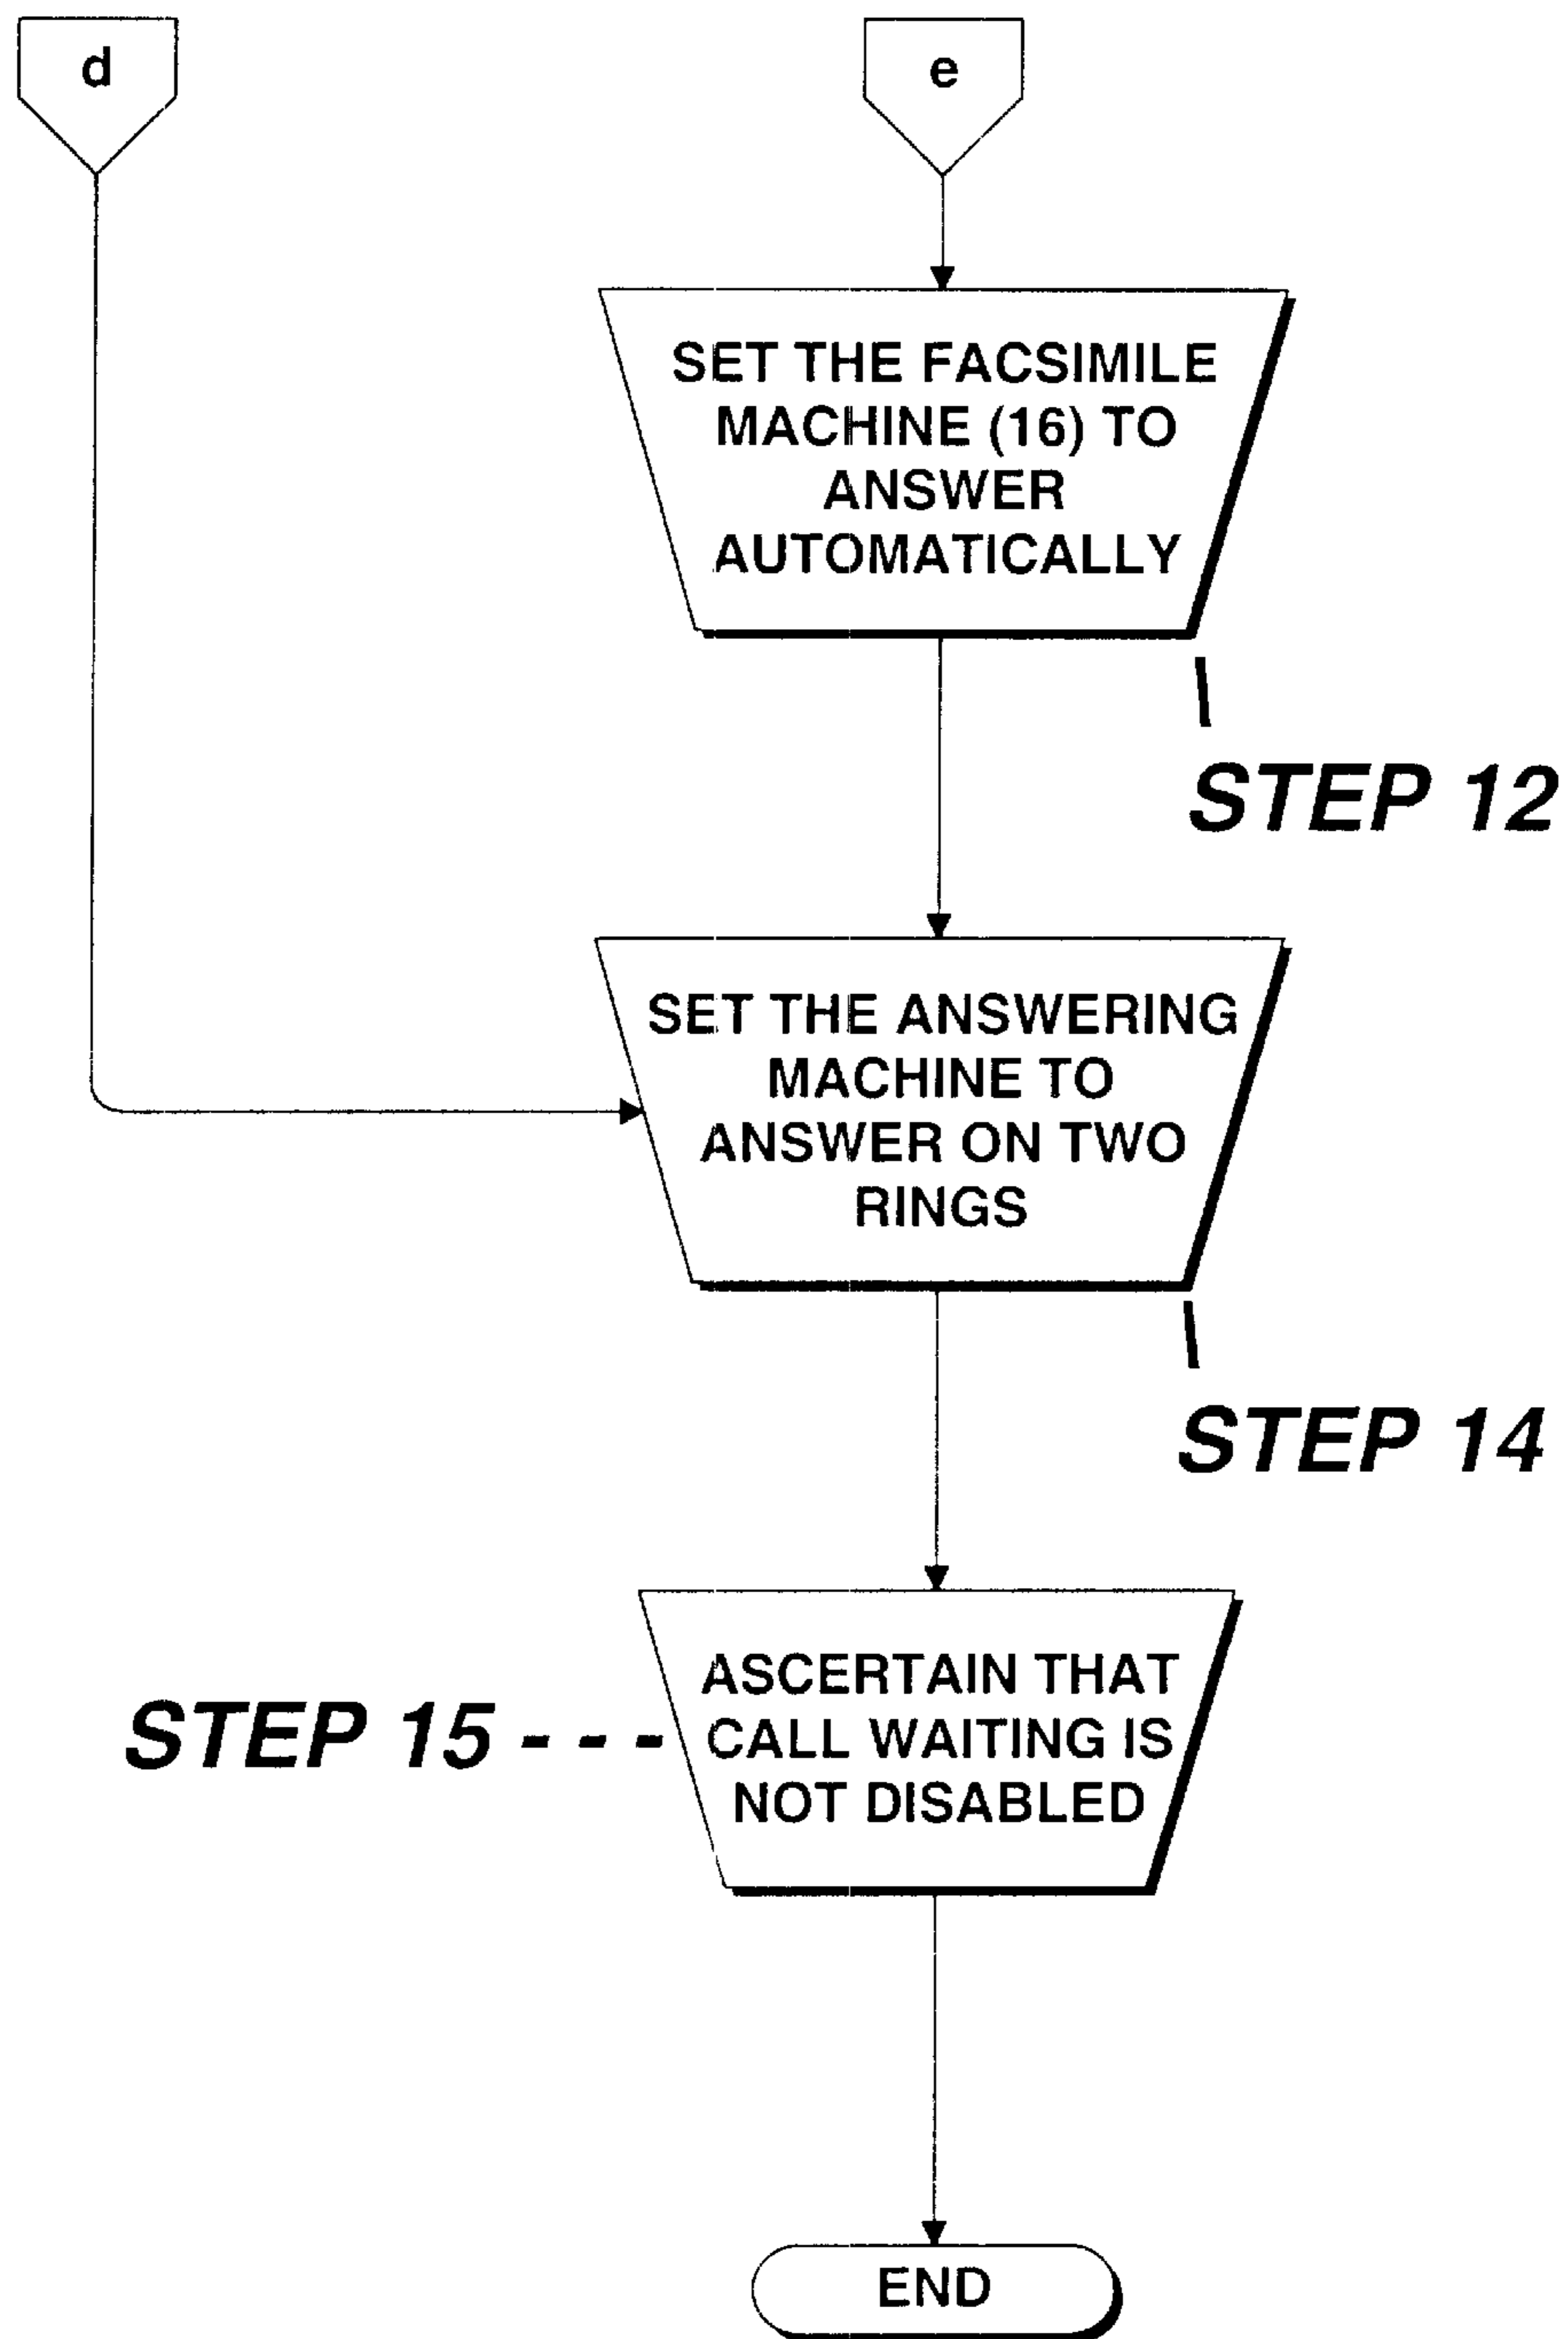 d
e
SET THE FACSIMILE
MACHINE (16) TO
ANSWER
AUTOMATICALLY
STEP 12
SET THE ANSWERING
MACHINE TO
ANSWER ON TWO
RINGS
STEP 14
ASCERTAIN THAT
CALL WAITING IS
NOT DISABLED
STEP 15 - - -
END